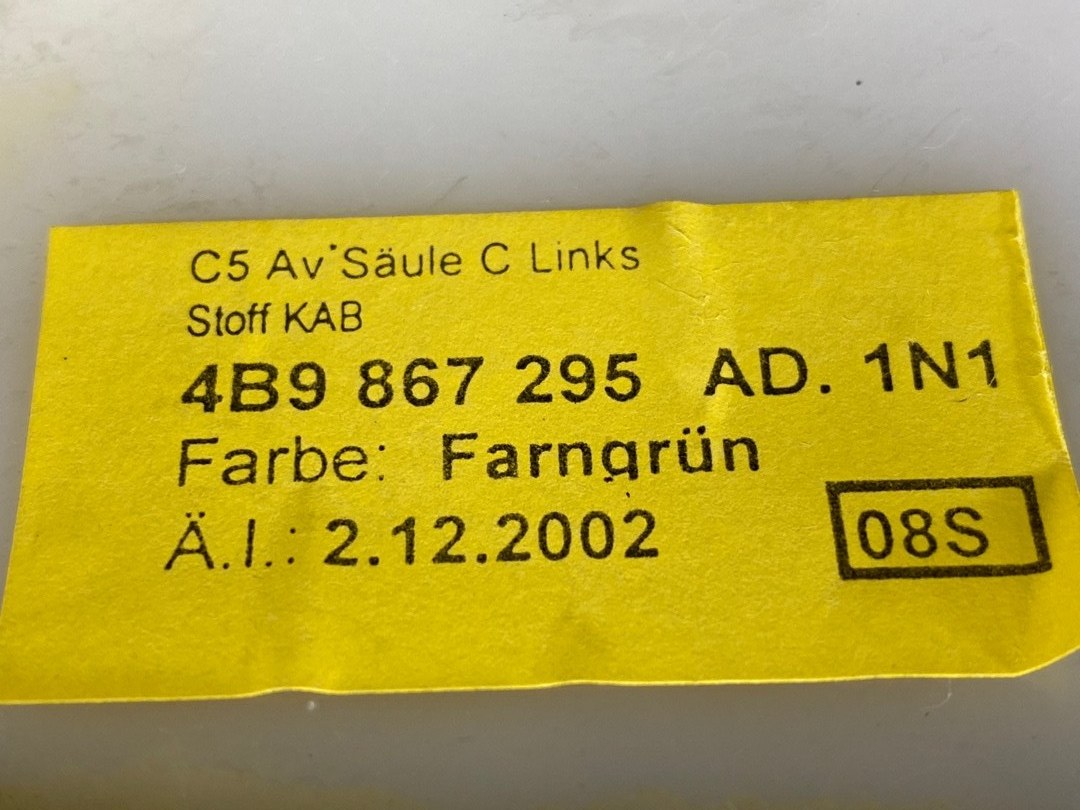 C5 Av Säule C Links
Stoff KAB
4B9 867 295 AD. 1N1
Farbe: Farngrün
Ä.I.: 2.12.2002
08S